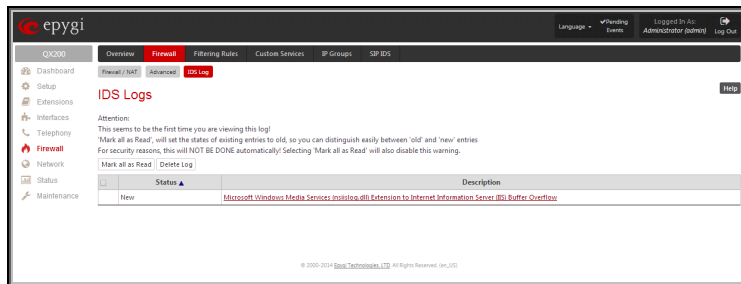 epygi
Language
Pending
Events
Logged In As:
Administrator (admin)
Log Out
QX200
Overview Firewall Filtering Rules Custom Services IP Groups SIP IDS
Dashboard
Setup
Extensions
Interfaces
Telephony
Firewall
Network
Status
Maintenance
Firewall / NAT Advanced IDS Log
IDS Logs
Help
Attention:
This seems to be the first time you are viewing this log!
'Mark all as Read', will set the states of existing entries to old, so you can distinguish easily between 'old' and 'new' entries
For security reasons, this will NOT BE DONE automatically! Selecting 'Mark all as Read' will also disable this warning.
Mark all as Read Delete Log
Status Description
New Microsoft Windows Media Services (nsiislog.dll) Extension to Internet Information Server (IIS) Buffer Overflow
© 2000-2014 Epygi Technologies, LTD. All Rights Reserved. (en_US)